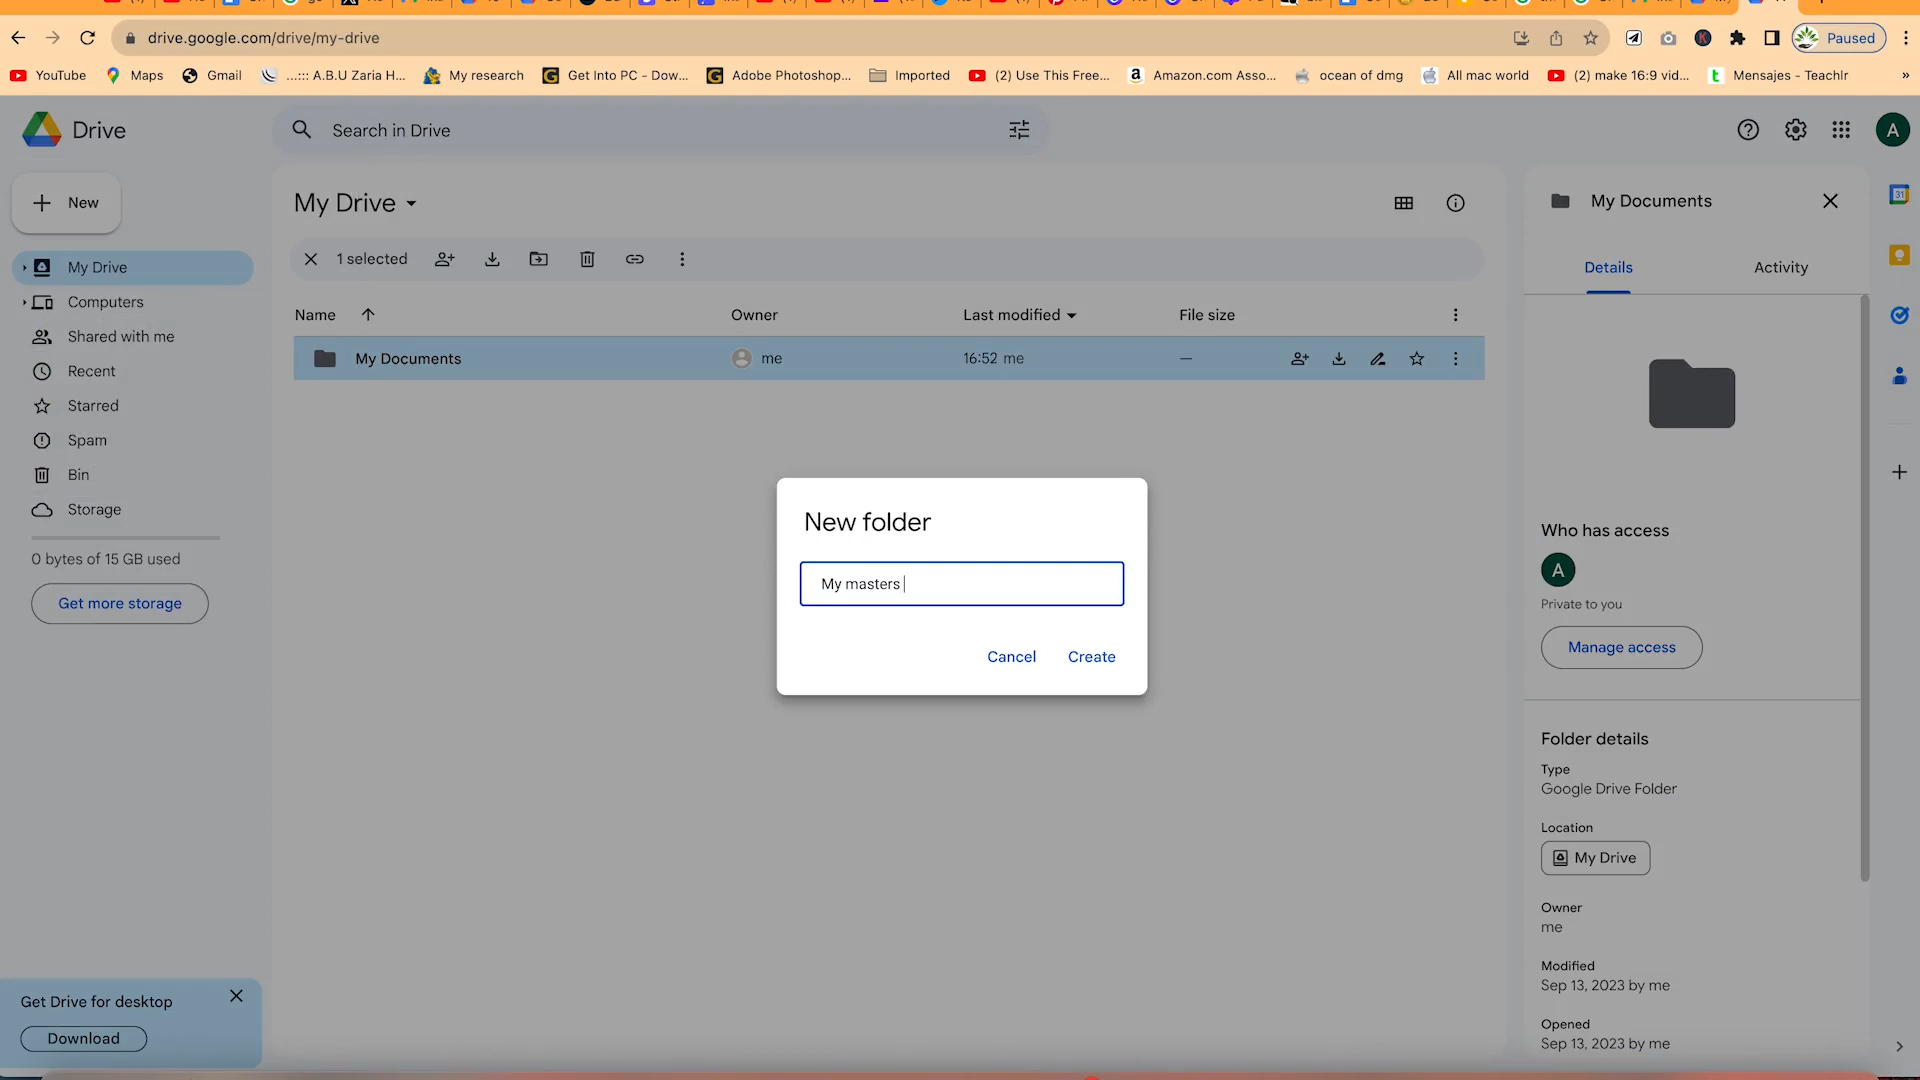 drive.google.com/drive/my-drive
Paused
YouTube
Maps
Gmail
...::: A.B.U Zaria H...
My research
Get Into PC - Dow...
Adobe Photoshop...
Imported
(2) Use This Free...
Amazon.com Asso...
ocean of dmg
All mac world
(2) make 16:9 vid...
Mensajes - Teachlr
»
Drive
Search in Drive
A
New
My Drive
Computers
Shared with me
Recent
Starred
Spam
Bin
Storage
0 bytes of 15 GB used
Get more storage
Get Drive for desktop
Download
My Drive
1 selected
Name
Owner
Last modified
File size
My Documents
me
16:52 me
—
New folder
My masters
Cancel
Create
My Documents
Details
Activity
Who has access
A
Private to you
Manage access
Folder details
Type
Google Drive Folder
Location
My Drive
Owner
me
Modified
Sep 13, 2023 by me
Opened
Sep 13, 2023 by me
31